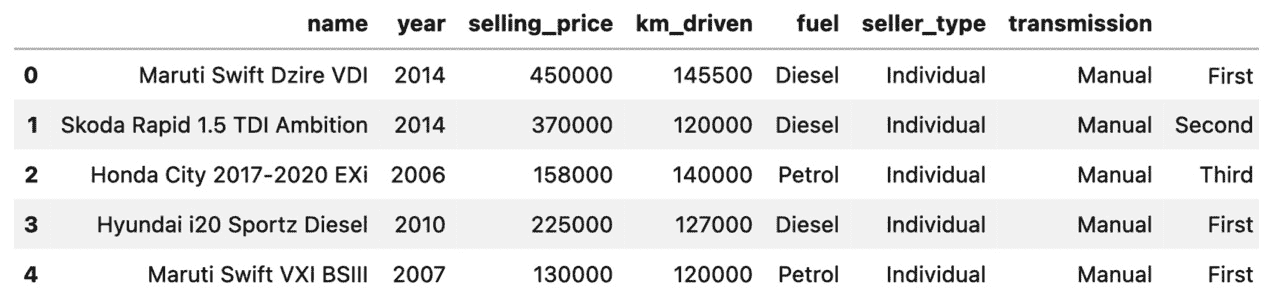 name year selling_price km_driven fuel seller_type transmission
0 Maruti Swift Dzire VDI 2014 450000 145500 Diesel Individual Manual First
1 Skoda Rapid 1.5 TDI Ambition 2014 370000 120000 Diesel Individual Manual Second
2 Honda City 2017-2020 EXi 2006 158000 140000 Petrol Individual Manual Third
3 Hyundai i20 Sportz Diesel 2010 225000 127000 Diesel Individual Manual First
4 Maruti Swift VXI BSIII 2007 130000 120000 Petrol Individual Manual First